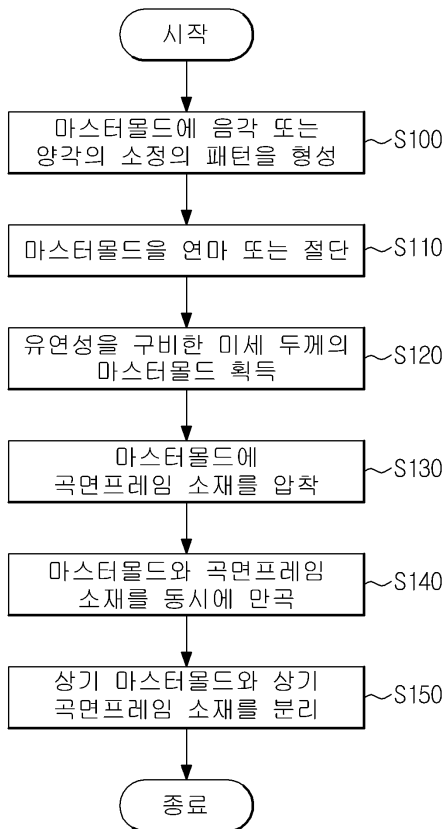 시작
마스터몰드에 음각 또는
양각의 소정의 패턴을 형성
S100
마스터몰드을 연마 또는 절단
S110
유연성을 구비한 미세 두께의
마스터몰드 획득
S120
마스터몰드에
곡면프레임 소재를 압착
S130
마스터몰드와 곡면프레임
소재를 동시에 만곡
S140
상기 마스터몰드와 상기
곡면프레임 소재를 분리
S150
종료